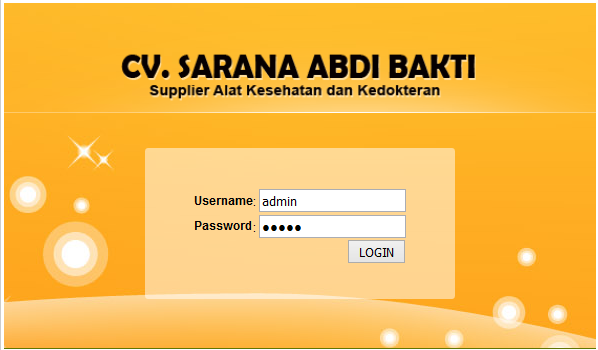 CV. SARANA ABDI BAKTI
Supplier Alat Kesehatan dan Kedokteran
Username: admin
Password: •••••
LOGIN